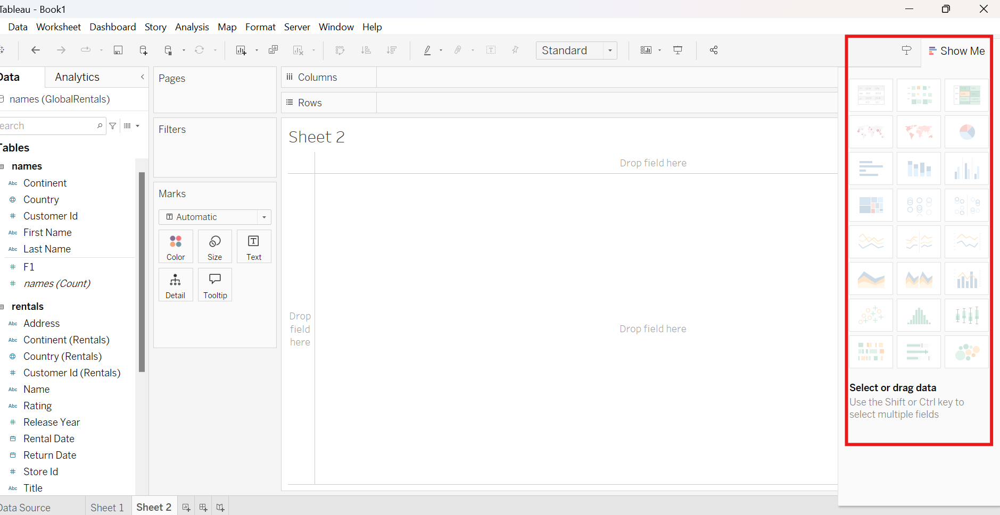 Tableau - Book1
Data Worksheet Dashboard Story Analysis Map Format Server Window Help
Standard
Show Me
Data
Analytics
Pages
Columns
names (GlobalRentals)
Rows
earch
Filters
Sheet 2
Tables
names
Drop field here
Continent
Country
Marks
Customer Id
Automatic
First Name
Last Name
Color
Size
Text
F1
names (Count)
Detail
Tooltip
rentals
Drop
field
here
Drop field here
Address
Continent (Rentals)
Country (Rentals)
Customer Id (Rentals)
Name
Rating
Release Year
Rental Date
Return Date
Store Id
Title
Select or drag data
Use the Shift or Ctrl key to
select multiple fields
Data Source
Sheet 1
Sheet 2